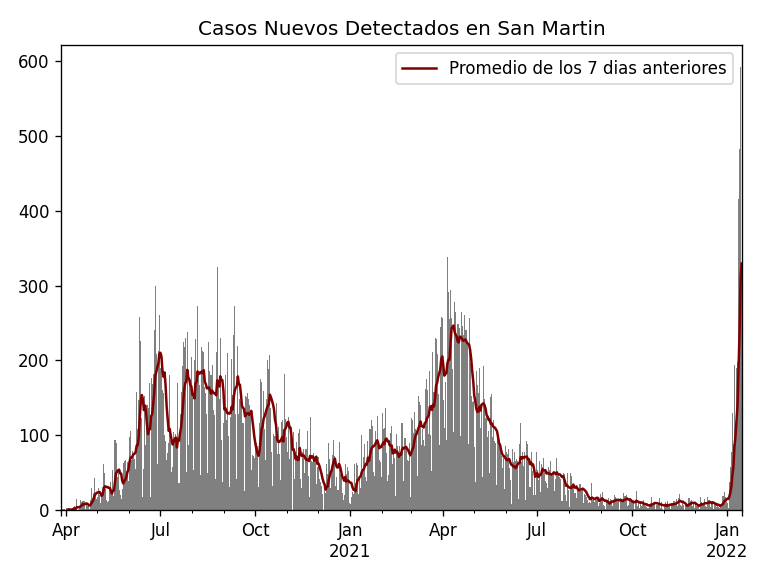 Casos Nuevos Detectados en San Martin
Promedio de los 7 dias anteriores
600
500
400
300
200
100
0
Apr Jul Oct Jan Apr Jul Oct Jan
2021 2022